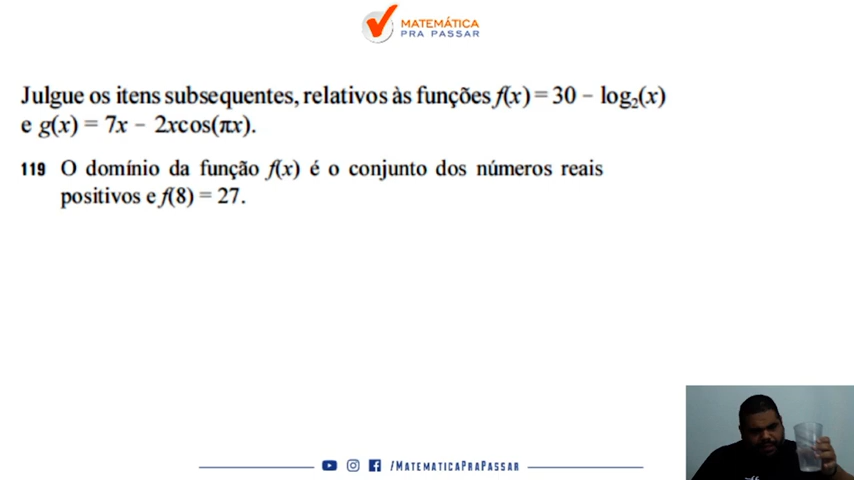 MATEMÁTICA
PRA PASSAR
Julgue os itens subsequentes, relativos às funções f(x) = 30 − log₂(x)
e g(x) = 7x − 2xcos(πx).
119 O domínio da função f(x) é o conjunto dos números reais
positivos e f(8) = 27.
/MATEMATICAPRAPASSAR